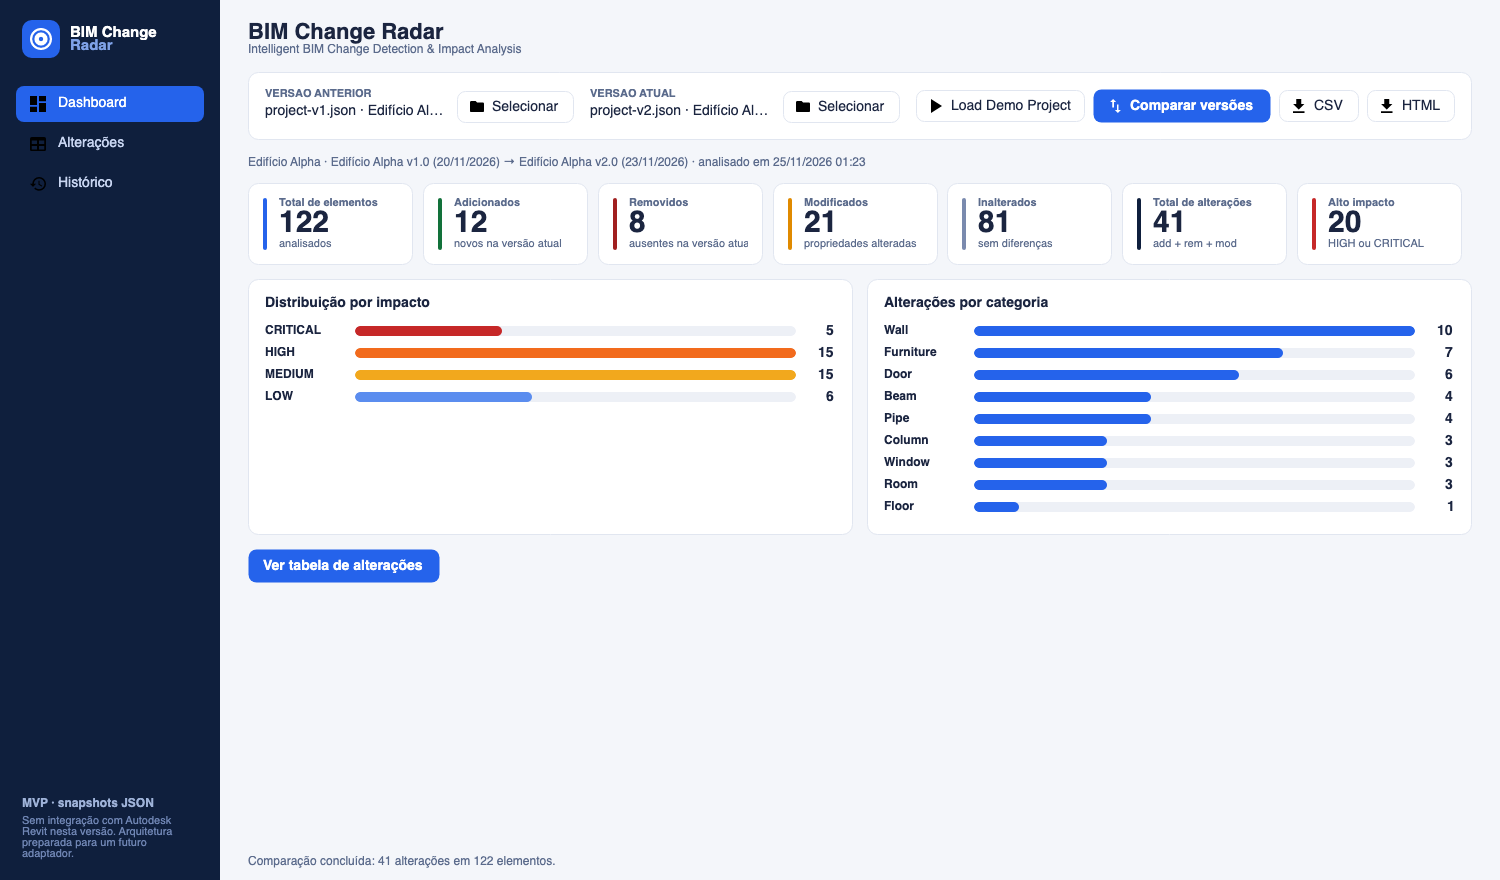 BIM Change
Radar
Dashboard
Alterações
Histórico
MVP · snapshots JSON
Sem integração com Autodesk
Revit nesta versão. Arquitetura
preparada para um futuro
adaptador.
BIM Change Radar
Intelligent BIM Change Detection & Impact Analysis
VERSAO ANTERIOR
project-v1.json · Edifício Al...
Selecionar
VERSAO ATUAL
project-v2.json · Edifício Al...
Selecionar
Load Demo Project
Comparar versões
CSV
HTML
Edifício Alpha · Edifício Alpha v1.0 (20/11/2026) → Edifício Alpha v2.0 (23/11/2026) · analisado em 25/11/2026 01:23
Total de elementos
122
analisados
Adicionados
12
novos na versão atual
Removidos
8
ausentes na versão atua
Modificados
21
propriedades alteradas
Inalterados
81
sem diferenças
Total de alterações
41
add + rem + mod
Alto impacto
20
HIGH ou CRITICAL
Distribuição por impacto
CRITICAL 5
HIGH 15
MEDIUM 15
LOW 6
Alterações por categoria
Wall 10
Furniture 7
Door 6
Beam 4
Pipe 4
Column 3
Window 3
Room 3
Floor 1
Ver tabela de alterações
Comparação concluída: 41 alterações em 122 elementos.